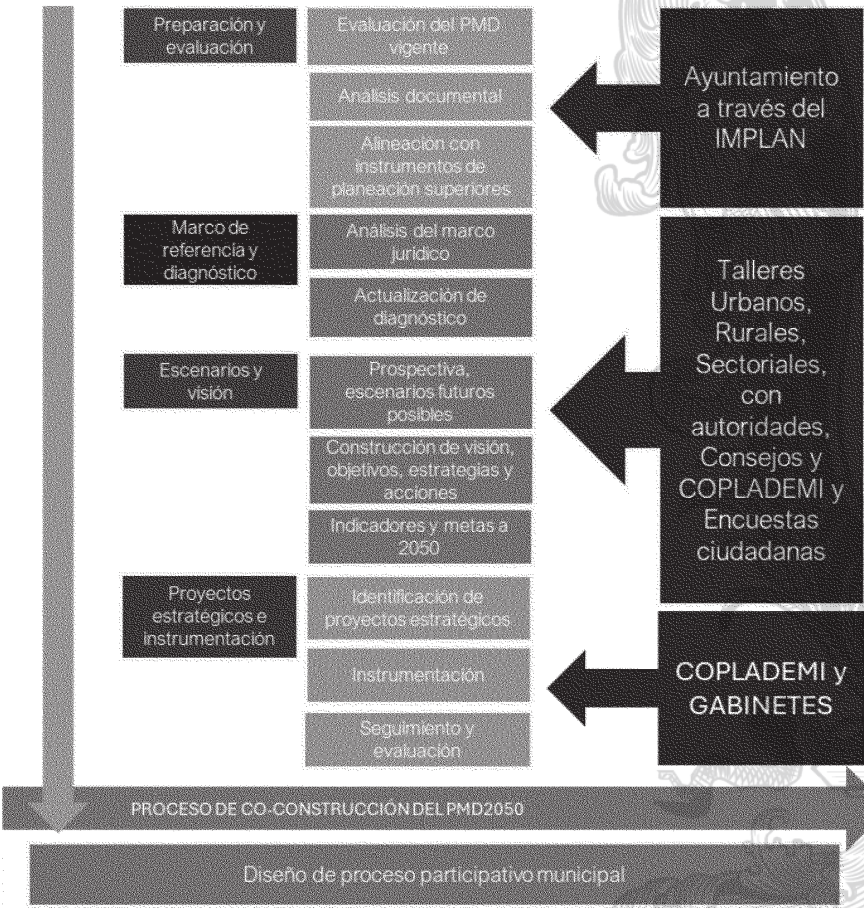 Preparación y
evaluación
Evaluación del PMD
vigente
Análisis documental
Alineación con
instrumentos de
planeación superiores
Ayuntamiento
a través del
IMPLAN
Marco de
referencia y
diagnóstico
Análisis del marco
jurídico
Actualización de
diagnóstico
Escenarios y
visión
Prospectiva,
escenarios futuros
posibles
Construcción de visión,
objetivos, estrategias y
acciones
Indicadores y metas a
2050
Talleres
Urbanos,
Rurales,
Sectoriales,
con
autoridades,
Consejos y
COPLADEMI y
Encuestas
ciudadanas
Proyectos
estratégicos e
instrumentación
Identificación de
proyectos estratégicos
Instrumentación
Seguimiento y
evaluación
COPLADEMI y
GABINETES
PROCESO DE CO-CONSTRUCCIÓN DEL PMD2050
Diseño de proceso participativo municipal